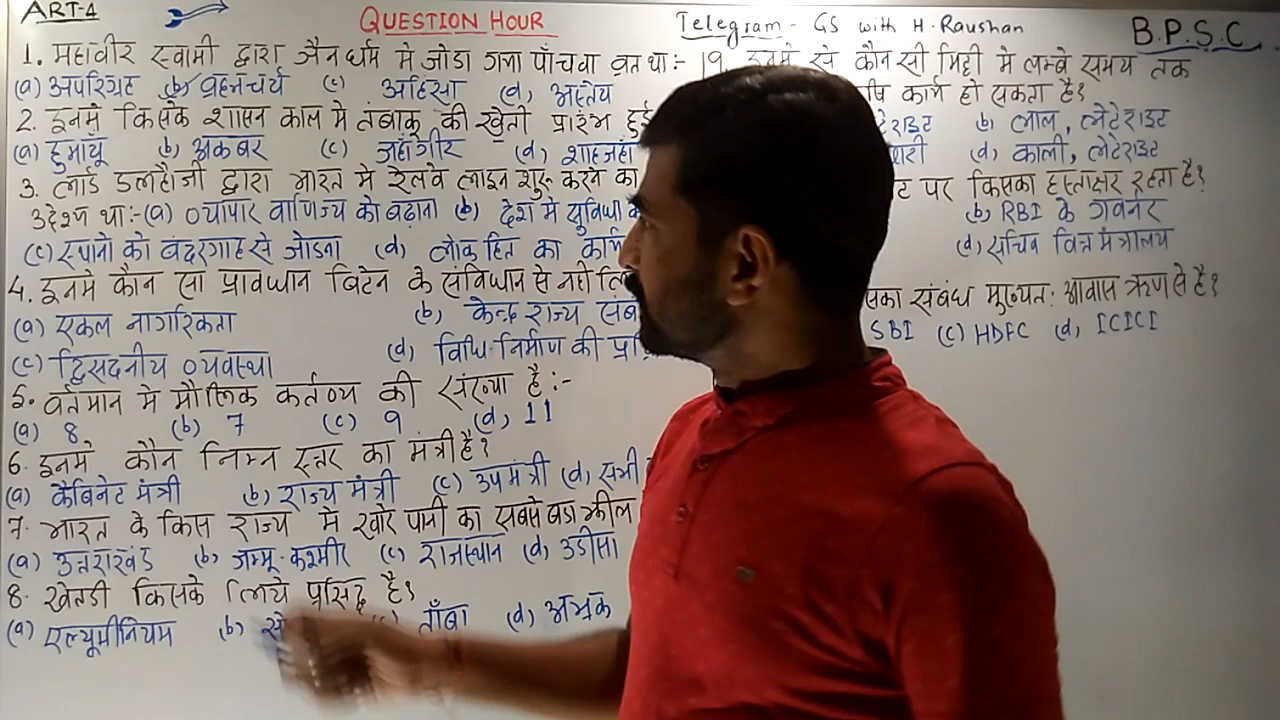 ART-4
QUESTION HOUR
Telegram - GS with H. Raushan
B.P.S.C
1. महावीर स्वामी द्वारा जैन धर्म मे जोडा गया पाँचवा व्रत था:-
(a) अपरिग्रह (b) ब्रह्मचर्य (c) अहिंसा (d) अस्तेय
2. इनमे किसके शासन काल मे तंबाकू की खेती प्रारंभ हुई
(a) हुमायूं (b) अकबर (c) जहाँगीर (d) शाहजहां
3. लार्ड डलहौजी द्वारा भारत मे रेलवे लाइन शुरू करने का
उदेश्य था:-(a) व्यापार वाणिज्य को बढ़ाना (b) देश मे सुविधा
(c) स्थानो को बंदरगाह से जोडना (d) लोक हित का कार्य
4. इनमे कौन सा प्रावधान ब्रिटेन के संविधान से नही
(a) एकल नागरिकता (b) केन्द्र राज्य
(c) द्विसदनीय व्यवस्था (d) विधि निर्माण की
5. वर्तमान मे मौलिक कर्तव्य की संख्या है:-
(a) 8 (b) 7 (c) 9 (d) 11
6. इनमे कौन निम्न स्तर का मंत्री है?
(a) कैबिनेट मंत्री (b) राज्य मंत्री (c) उपमंत्री (d) सभी
7. भारत के किस राज्य मे खारे पानी का सबसे बडा झील
(a) उत्तराखंड (b) जम्मू-कश्मीर (c) राजस्थान (d) उडीसा
8. खेतडी किसके लिये प्रसिद्ध है?
(a) एल्यूमीनियम (b) (c) ताँबा (d) अभ्रक
19. इनमे से कौन सी मिट्टी मे लम्बे समय तक
कार्य हो सकता है?
(b) लाल, लेटेराइट
(d) काली, लेटेराइट
पर किसका हस्ताक्षर रहता है?
(b) RBI के गवर्नर
(d) सचिव वित्त मंत्रालय
संबंध मुख्यत: आवास ऋण से है?
SBI (c) HDFC (d) ICICI